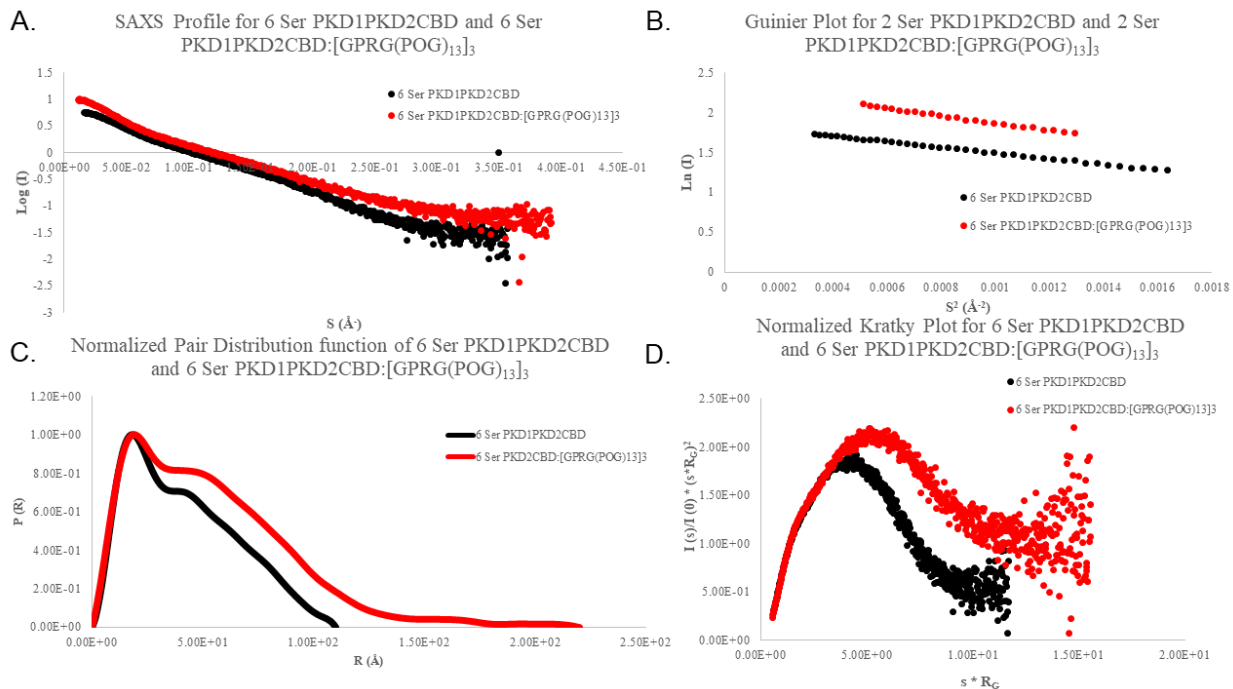 A.
SAXS Profile for 6 Ser PKD1PKD2CBD and 6 Ser
PKD1PKD2CBD:[GPRG(POG)₁₃]₃
1.5
1
0.5
0
-0.5
-1
-1.5
-2
-2.5
-3
0.00E+00 5.00E-02 1.00E-01 1.50E-01 2.00E-01 2.50E-01 3.00E-01 3.50E-01 4.00E-01 4.50E-01
Log (I)
S (Å⁻)
6 Ser PKD1PKD2CBD
6 Ser PKD1PKD2CBD:[GPRG(POG)13]3
B.
Guinier Plot for 2 Ser PKD1PKD2CBD and 2 Ser
PKD1PKD2CBD:[GPRG(POG)₁₃]₃
2.5
2
1.5
1
0.5
0
0 0.0002 0.0004 0.0006 0.0008 0.001 0.0012 0.0014 0.0016 0.0018
Ln (I)
S² (Å⁻²)
6 Ser PKD1PKD2CBD
6 Ser PKD1PKD2CBD:[GPRG(POG)13]3
C.
Normalized Pair Distribution function of 6 Ser PKD1PKD2CBD
and 6 Ser PKD1PKD2CBD:[GPRG(POG)₁₃]₃
1.20E+00
1.00E+00
8.00E-01
6.00E-01
4.00E-01
2.00E-01
0.00E+00
0.00E+00 5.00E+01 1.00E+02 1.50E+02 2.00E+02 2.50E+02
P (R)
R (Å)
6 Ser PKD1PKD2CBD
6 Ser PKD2CBD:[GPRG(POG)13]3
D.
Normalized Kratky Plot for 6 Ser PKD1PKD2CBD
and 6 Ser PKD1PKD2CBD:[GPRG(POG)₁₃]₃
2.50E+00
2.00E+00
1.50E+00
1.00E+00
5.00E-01
0.00E+00
0.00E+00 5.00E+00 1.00E+01 1.50E+01 2.00E+01
I (s)/I (0) * (s*R_G)²
s * R_G
6 Ser PKD1PKD2CBD
6 Ser PKD1PKD2CBD:[GPRG(POG)13]3